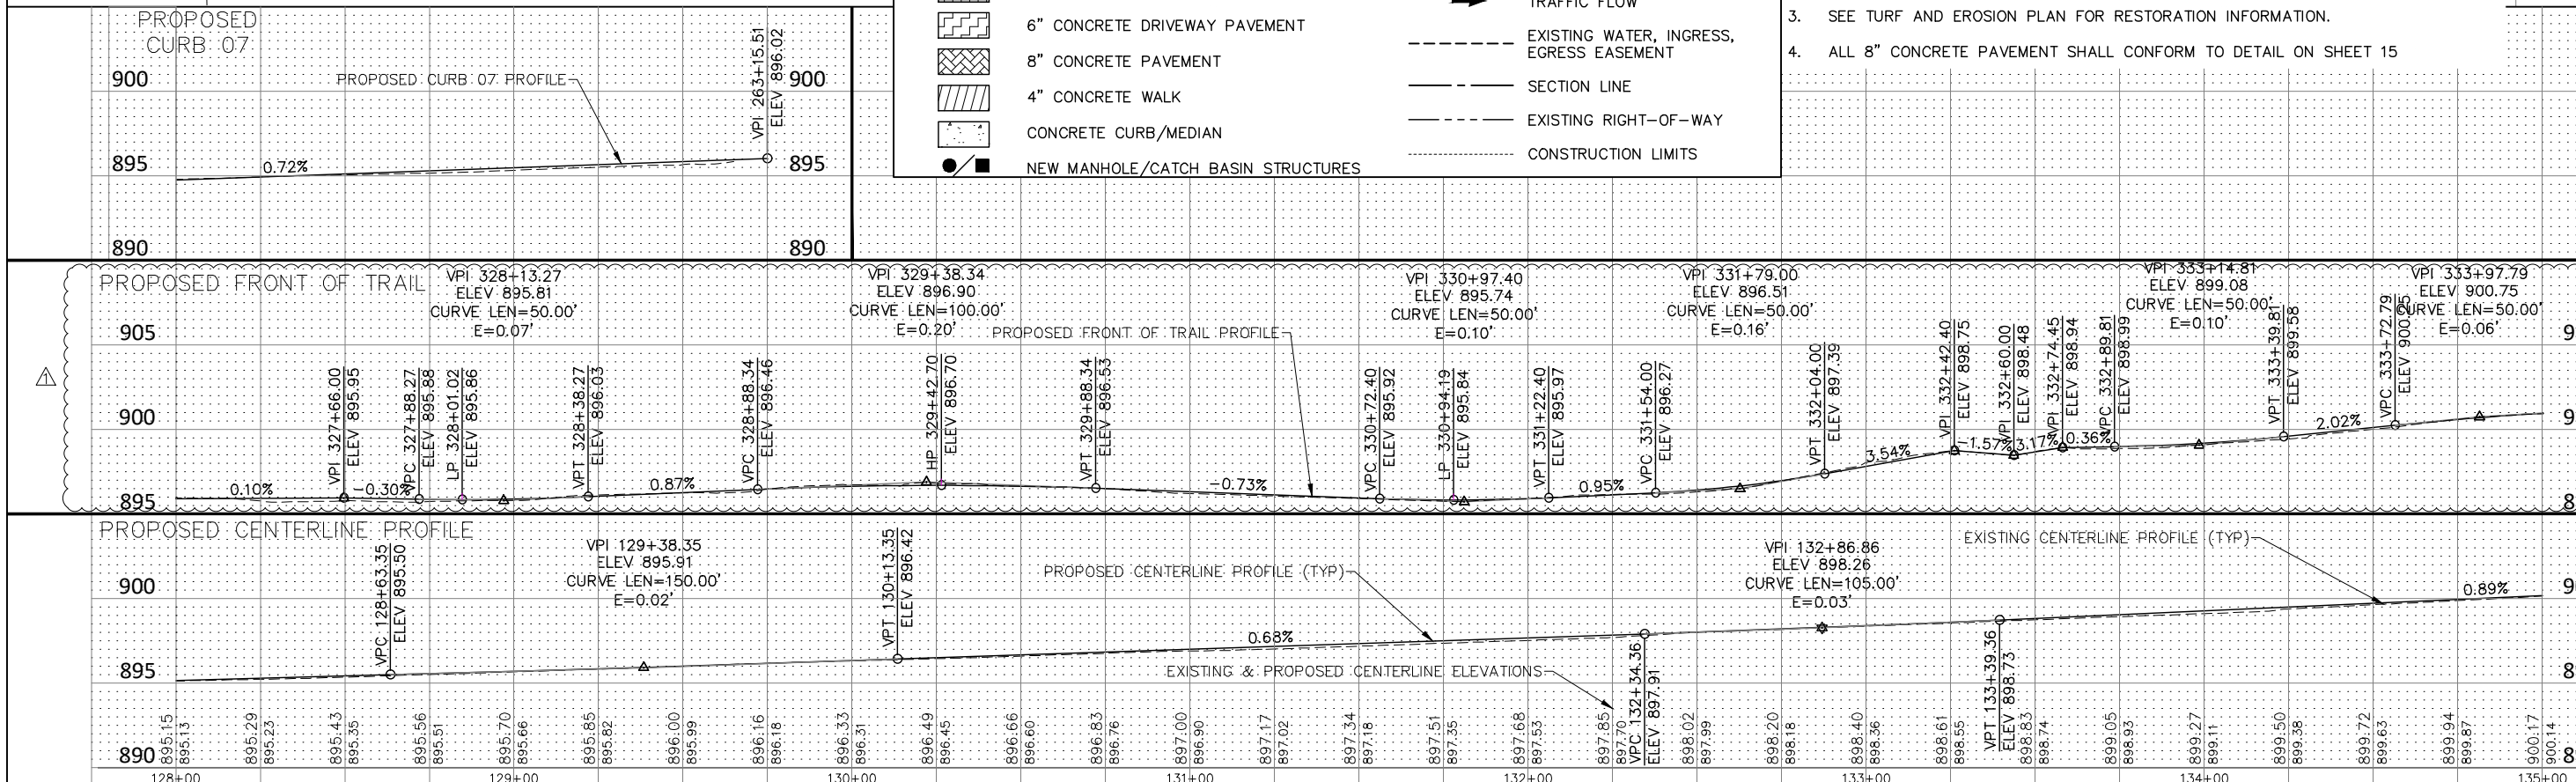 PROPOSED
CURB 07
900
895
890
PROPOSED CURB 07 PROFILE
0.72%
VPI 263+15.51
ELEV 896.02
900
895
890
6" CONCRETE DRIVEWAY PAVEMENT
8" CONCRETE PAVEMENT
4" CONCRETE WALK
CONCRETE CURB/MEDIAN
NEW MANHOLE/CATCH BASIN STRUCTURES
TRAFFIC FLOW
EXISTING WATER, INGRESS,
EGRESS EASEMENT
SECTION LINE
EXISTING RIGHT-OF-WAY
CONSTRUCTION LIMITS
3. SEE TURF AND EROSION PLAN FOR RESTORATION INFORMATION.
4. ALL 8" CONCRETE PAVEMENT SHALL CONFORM TO DETAIL ON SHEET 15
1
PROPOSED FRONT OF TRAIL
905
900
895
VPI 328+13.27
ELEV 895.81
CURVE LEN=50.00'
E=0.07'
VPI 329+38.34
ELEV 896.90
CURVE LEN=100.00'
E=0.20'
PROPOSED FRONT OF TRAIL PROFILE
VPI 330+97.40
ELEV 895.74
CURVE LEN=50.00'
E=0.10'
VPI 331+79.00
ELEV 896.51
CURVE LEN=50.00'
E=0.16'
VPI 333+14.81
ELEV 899.08
CURVE LEN=50.00'
E=0.10'
VPI 333+97.79
ELEV 900.75
CURVE LEN=50.00'
E=0.06'
0.10%
VPI 327+66.00
ELEV 895.95
-0.30%
VPC 327+88.27
ELEV 895.88
LP 328+01.02
ELEV 895.86
VPT 328+38.27
ELEV 896.03
0.87%
VPC 328+88.34
ELEV 896.46
HP 329+42.70
ELEV 896.70
VPT 329+88.34
ELEV 896.53
-0.73%
VPC 330+72.40
ELEV 895.92
LP 330+94.19
ELEV 895.84
VPT 331+22.40
ELEV 895.97
0.95%
VPC 331+54.00
ELEV 896.27
VPT 332+04.00
ELEV 897.39
3.54%
VPI 332+42.40
ELEV 898.75
-1.57%
VPI 332+60.00
ELEV 898.48
3.17%
VPI 332+74.45
ELEV 898.94
0.36%
VPC 332+89.81
ELEV 898.99
VPT 333+39.81
ELEV 899.58
2.02%
VPC 333+72.79
ELEV 900.25
9
9
8
PROPOSED CENTERLINE PROFILE
900
895
890
VPC 128+63.35
ELEV 895.50
VPI 129+38.35
ELEV 895.91
CURVE LEN=150.00'
E=0.02'
VPT 130+13.35
ELEV 896.42
PROPOSED CENTERLINE PROFILE (TYP)
0.68%
EXISTING & PROPOSED CENTERLINE ELEVATIONS
VPC 132+34.36
ELEV 897.91
VPI 132+86.86
ELEV 898.26
CURVE LEN=105.00'
E=0.03'
VPT 133+39.36
ELEV 898.73
EXISTING CENTERLINE PROFILE (TYP)
0.89%
9
8
8
895.15
895.13
895.29
895.23
895.43
895.35
895.56
895.51
895.70
895.66
895.85
895.82
896.00
895.99
896.16
896.18
896.33
896.31
896.49
896.45
896.66
896.60
896.83
896.76
897.00
896.90
897.17
897.02
897.34
897.18
897.51
897.35
897.68
897.53
897.85
897.70
898.02
897.99
898.20
898.18
898.40
898.36
898.61
898.55
898.83
898.74
899.05
898.93
899.27
899.11
899.50
899.38
899.72
899.63
899.94
899.87
900.17
900.14
128+00
129+00
130+00
131+00
132+00
133+00
134+00
135+00